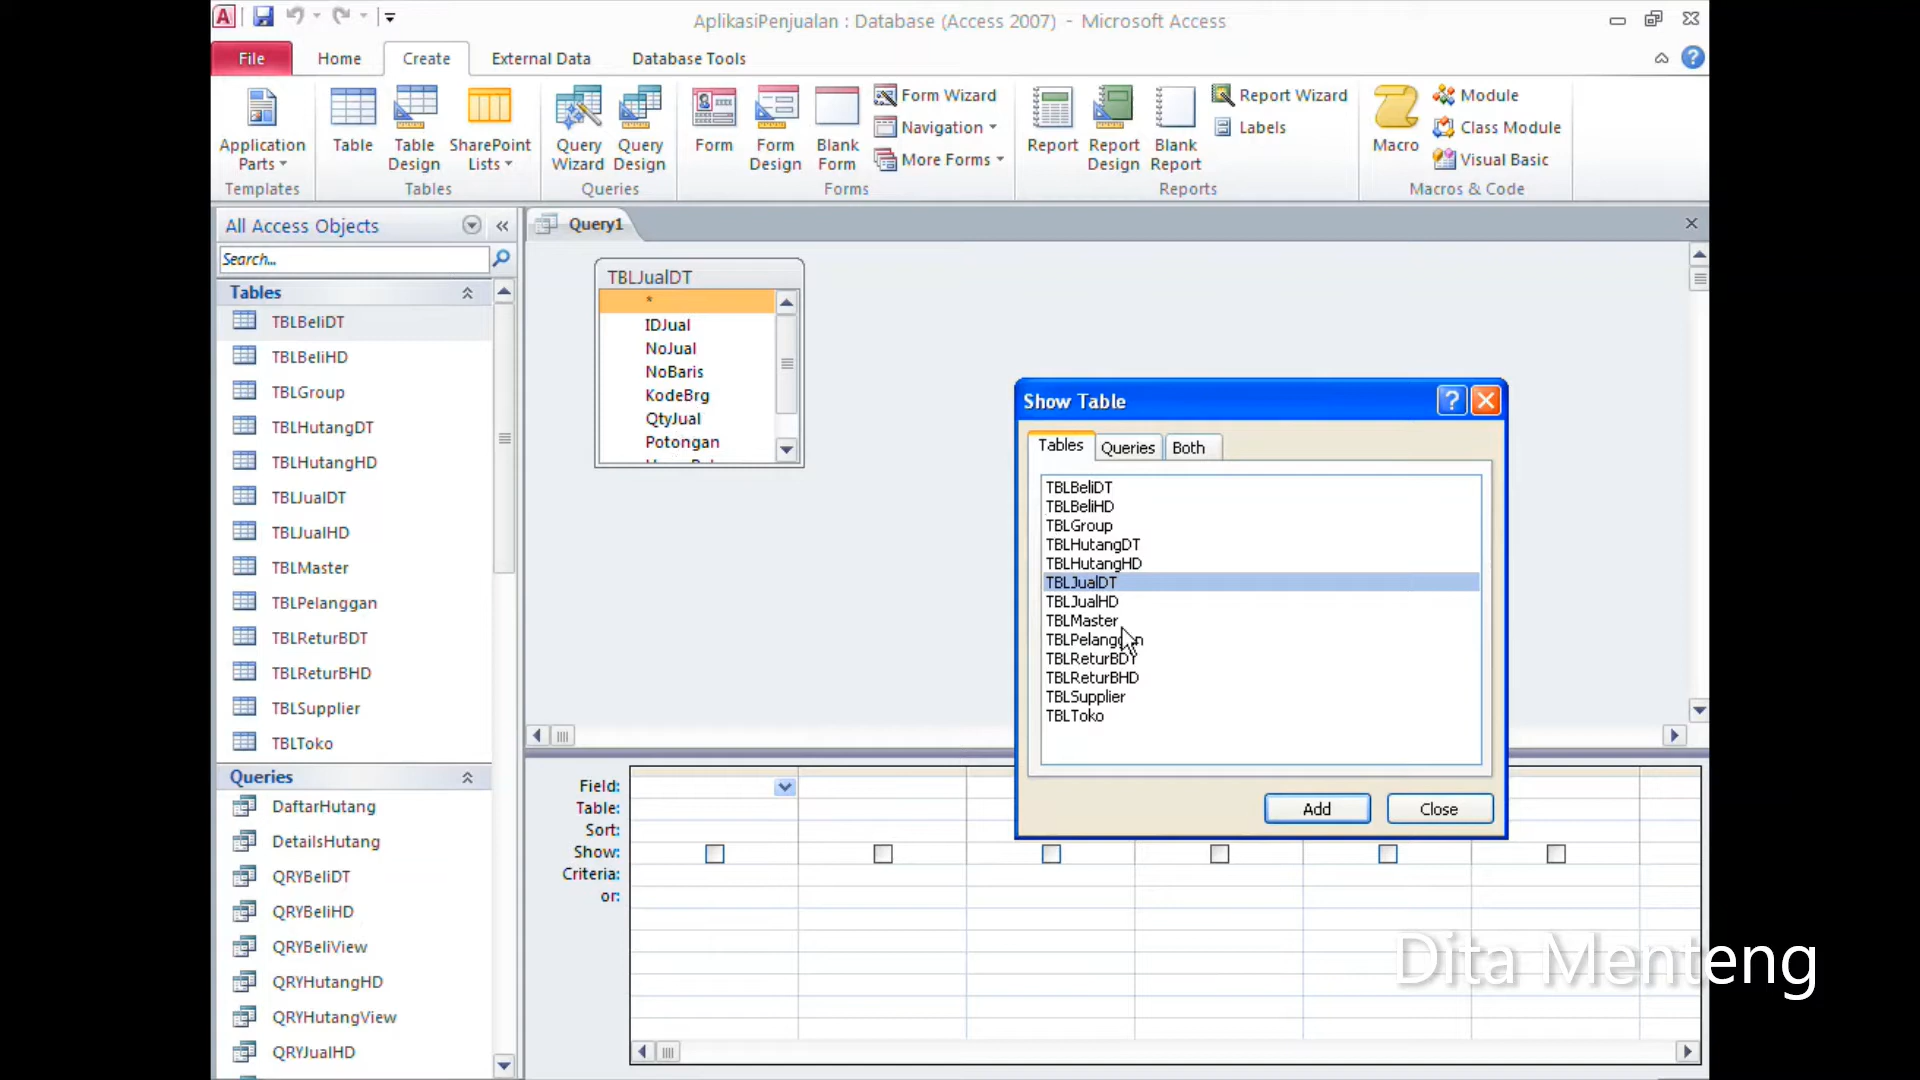 AplikasiPenjualan : Database (Access 2007) - Microsoft Access
File Home Create External Data Database Tools
Application Parts
Templates
Table
Table Design
SharePoint Lists
Tables
Query Wizard
Query Design
Queries
Form
Form Design
Blank Form
Form Wizard
Navigation
More Forms
Forms
Report
Report Design
Blank Report
Report Wizard
Labels
Reports
Macro
Module
Class Module
Visual Basic
Macros & Code
All Access Objects
Search...
Tables
TBLBeliDT
TBLBeliHD
TBLGroup
TBLHutangDT
TBLHutangHD
TBLJualDT
TBLJualHD
TBLMaster
TBLPelanggan
TBLReturBDT
TBLReturBHD
TBLSupplier
TBLToko
Queries
DaftarHutang
DetailsHutang
QRYBeliDT
QRYBeliHD
QRYBeliView
QRYHutangHD
QRYHutangView
QRYJualHD
Query1
TBLJualDT
*
IDJual
NoJual
NoBaris
KodeBrg
QtyJual
Potongan
Show Table
Tables Queries Both
TBLBeliDT
TBLBeliHD
TBLGroup
TBLHutangDT
TBLHutangHD
TBLJualDT
TBLJualHD
TBLMaster
TBLPelanggan
TBLReturBDT
TBLReturBHD
TBLSupplier
TBLToko
Add Close
Field:
Table:
Sort:
Show:
Criteria:
or:
Dita Menteng